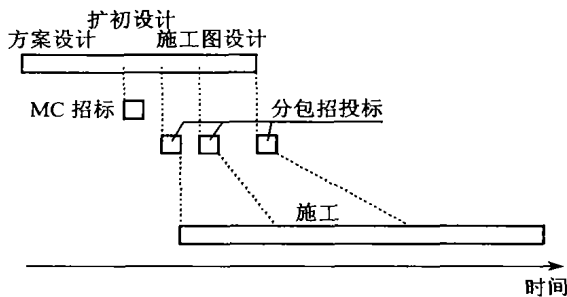 扩初设计
方案设计
施工图设计
MC 招标
分包招投标
施工
时间